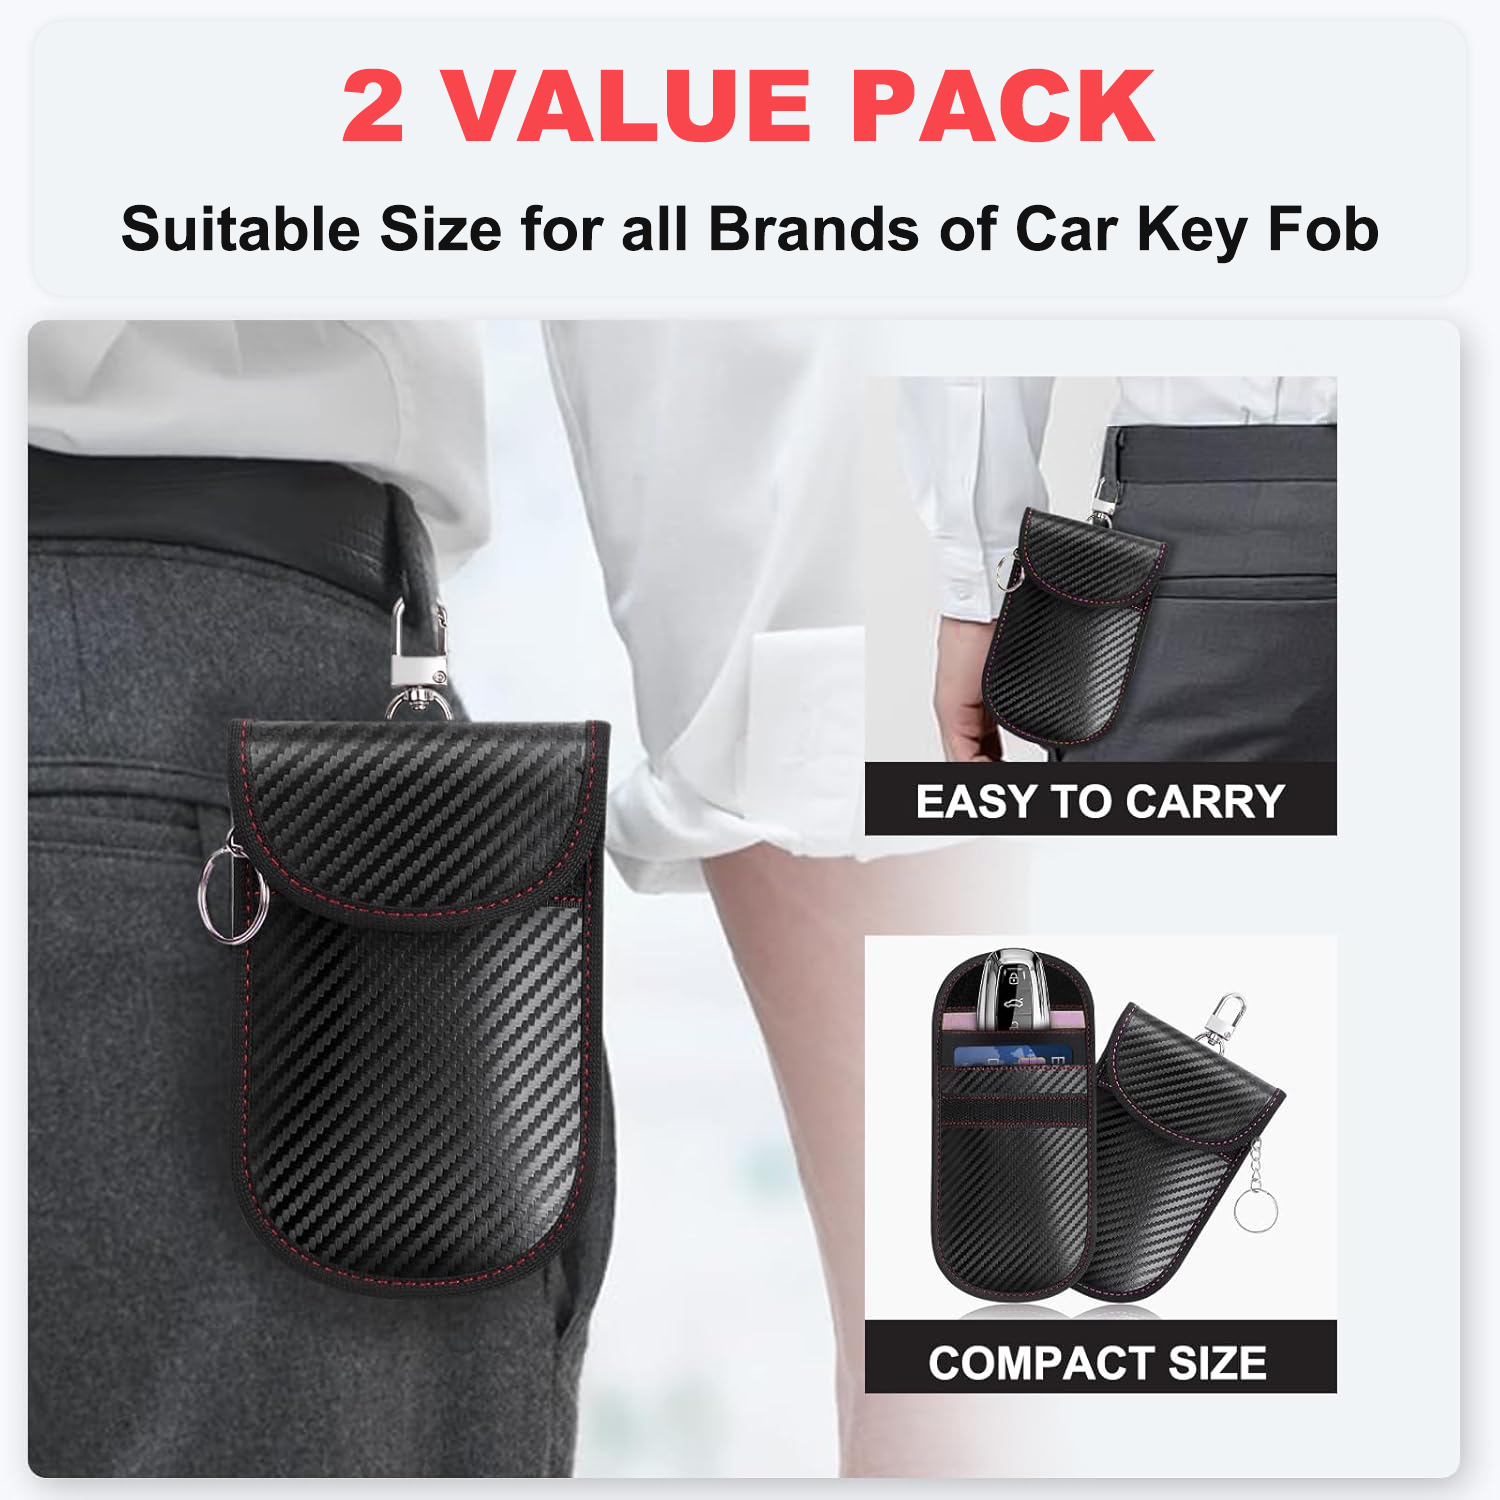 2 VALUE PACK
Suitable Size for all Brands of Car Key Fob
EASY TO CARRY
COMPACT SIZE